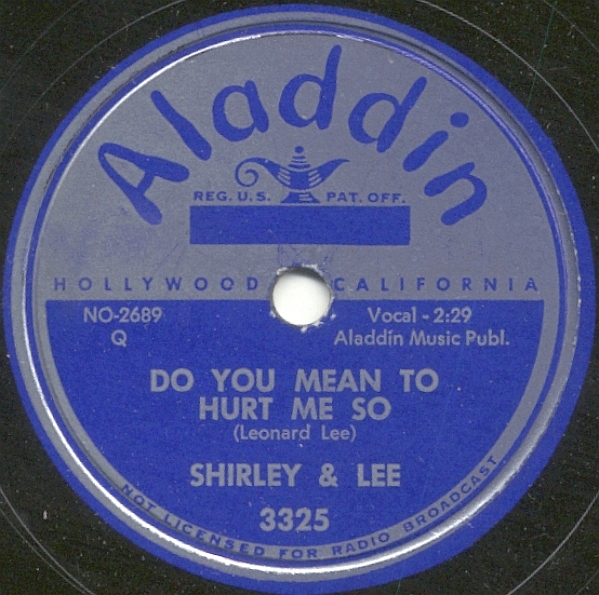 Aladdin
REG. U.S. PAT. OFF.
HOLLYWOOD CALIFORNIA
NO-2689 Vocal - 2:29
Q Aladdin Music Publ.
DO YOU MEAN TO
HURT ME SO
(Leonard Lee)
SHIRLEY & LEE
3325
NOT LICENSED FOR RADIO BROADCAST